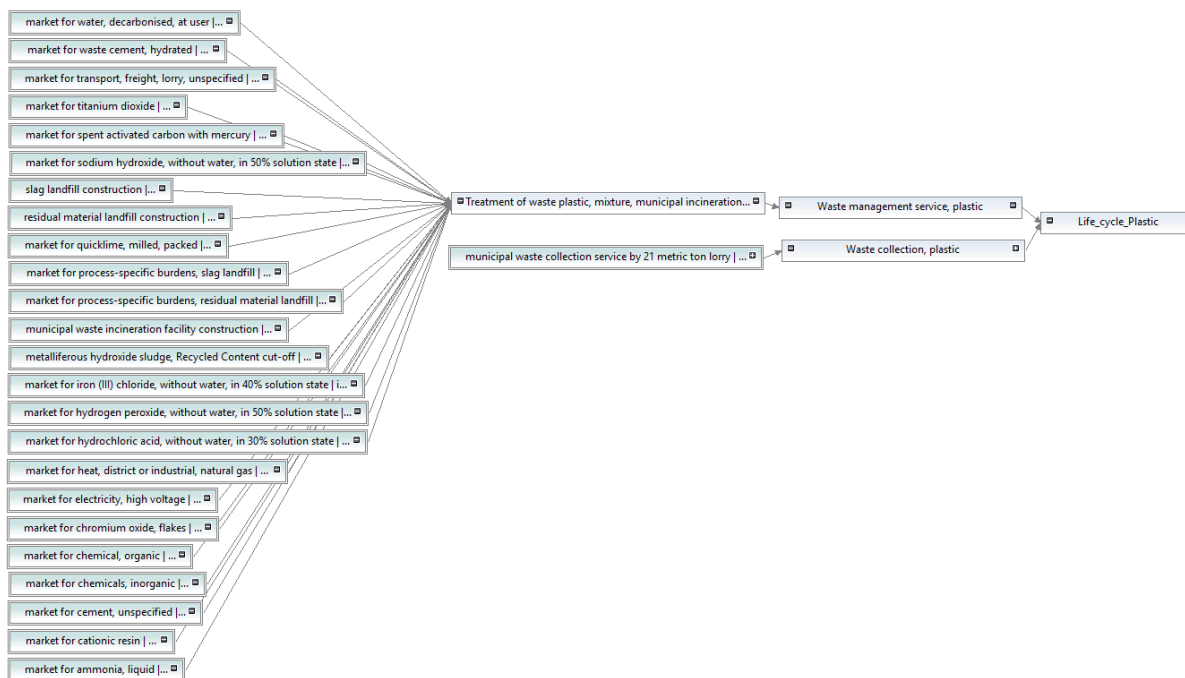 market for water, decarbonised, at user |...
market for waste cement, hydrated | ...
market for transport, freight, lorry, unspecified | ...
market for titanium dioxide | ...
market for spent activated carbon with mercury | ...
market for sodium hydroxide, without water, in 50% solution state |...
slag landfill construction |...
residual material landfill construction | ...
market for quicklime, milled, packed |...
market for process-specific burdens, slag landfill | ...
market for process-specific burdens, residual material landfill |...
municipal waste incineration facility construction | ...
metalliferous hydroxide sludge, Recycled Content cut-off | ...
market for iron (III) chloride, without water, in 40% solution state | i...
market for hydrogen peroxide, without water, in 50% solution state |...
market for hydrochloric acid, without water, in 30% solution state | ...
market for heat, district or industrial, natural gas | ...
market for electricity, high voltage | ...
market for chromium oxide, flakes | ...
market for chemical, organic | ...
market for chemicals, inorganic |...
market for cement, unspecified |...
market for cationic resin | ...
market for ammonia, liquid |...
Treatment of waste plastic, mixture, municipal incineration...
municipal waste collection service by 21 metric ton lorry | ...
Waste management service, plastic
Waste collection, plastic
Life_cycle_Plastic